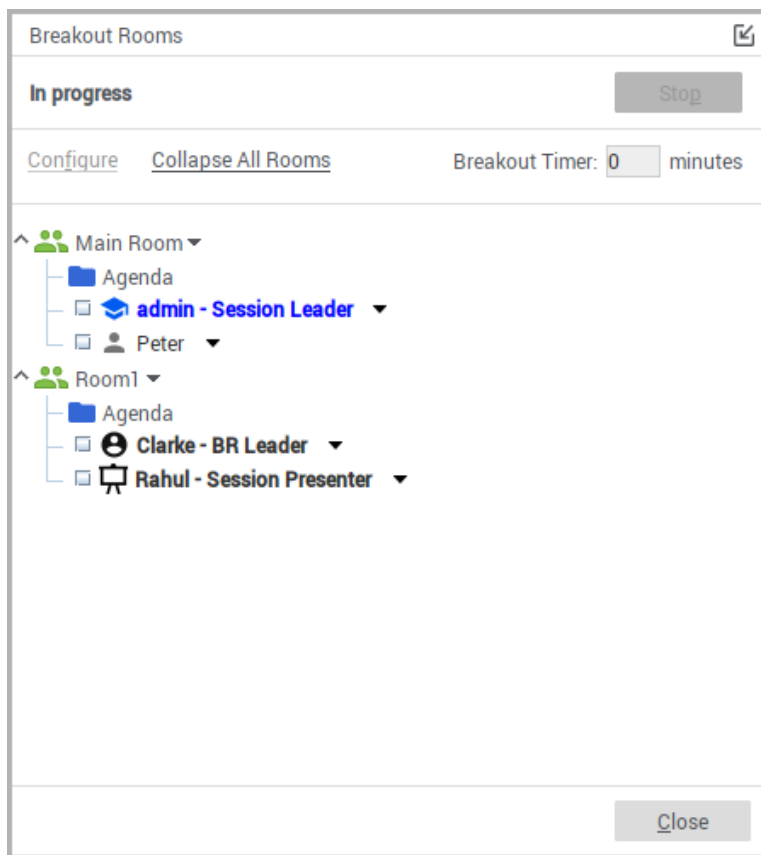 Breakout Rooms
In progress Stop
Configure Collapse All Rooms Breakout Timer: 0 minutes
Main Room
Agenda
admin - Session Leader
Peter
Room1
Agenda
Clarke - BR Leader
Rahul - Session Presenter
Close